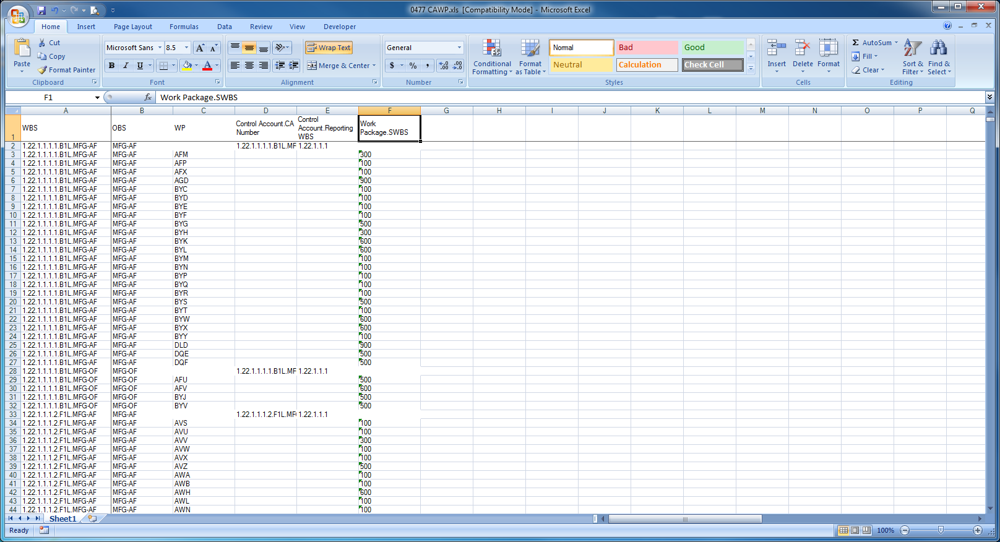 0477 CAWP.xls [Compatibility Mode] - Microsoft Excel
Home Insert Page Layout Formulas Data Review View Developer
Paste Cut Copy Format Painter
Microsoft Sans 8.5 Wrap Text General
B I U Merge & Center $ % ,
Conditional Formatting Format as Table
Normal Bad Good
Neutral Calculation Check Cell
Insert Delete Format
Σ AutoSum Fill Clear
Sort & Filter Find & Select
Clipboard Font Alignment Number Styles Cells Editing
F1 fx Work Package.SWBS
A B C D E F G H I J K L M N O P Q
1 WBS OBS WP Control Account.CA Number Control Account.Reporting WBS Work Package.SWBS
2 1.22.1.1.1.1.B1L.MFG-AF MFG-AF 1.22.1.1.1.1.B1L.MF 1.22.1.1.1
3 1.22.1.1.1.1.B1L.MFG-AF MFG-AF AFM 300
4 1.22.1.1.1.1.B1L.MFG-AF MFG-AF AFP 100
5 1.22.1.1.1.1.B1L.MFG-AF MFG-AF AFX 100
6 1.22.1.1.1.1.B1L.MFG-AF MFG-AF AGD 900
7 1.22.1.1.1.1.B1L.MFG-AF MFG-AF BYC 100
8 1.22.1.1.1.1.B1L.MFG-AF MFG-AF BYD 100
9 1.22.1.1.1.1.B1L.MFG-AF MFG-AF BYE 100
10 1.22.1.1.1.1.B1L.MFG-AF MFG-AF BYF 100
11 1.22.1.1.1.1.B1L.MFG-AF MFG-AF BYG 500
12 1.22.1.1.1.1.B1L.MFG-AF MFG-AF BYH 300
13 1.22.1.1.1.1.B1L.MFG-AF MFG-AF BYK 600
14 1.22.1.1.1.1.B1L.MFG-AF MFG-AF BYL 600
15 1.22.1.1.1.1.B1L.MFG-AF MFG-AF BYM 100
16 1.22.1.1.1.1.B1L.MFG-AF MFG-AF BYN 100
17 1.22.1.1.1.1.B1L.MFG-AF MFG-AF BYP 100
18 1.22.1.1.1.1.B1L.MFG-AF MFG-AF BYQ 100
19 1.22.1.1.1.1.B1L.MFG-AF MFG-AF BYR 100
20 1.22.1.1.1.1.B1L.MFG-AF MFG-AF BYS 500
21 1.22.1.1.1.1.B1L.MFG-AF MFG-AF BYT 100
22 1.22.1.1.1.1.B1L.MFG-AF MFG-AF BYW 600
23 1.22.1.1.1.1.B1L.MFG-AF MFG-AF BYX 600
24 1.22.1.1.1.1.B1L.MFG-AF MFG-AF BYY 100
25 1.22.1.1.1.1.B1L.MFG-AF MFG-AF DLD 900
26 1.22.1.1.1.1.B1L.MFG-AF MFG-AF DQE 500
27 1.22.1.1.1.1.B1L.MFG-AF MFG-AF DQF 500
28 1.22.1.1.1.1.B1L.MFG-OF MFG-OF 1.22.1.1.1.1.B1L.MF 1.22.1.1.1
29 1.22.1.1.1.1.B1L.MFG-OF MFG-OF AFU 500
30 1.22.1.1.1.1.B1L.MFG-OF MFG-OF AFV 600
31 1.22.1.1.1.1.B1L.MFG-OF MFG-OF BYJ 500
32 1.22.1.1.1.1.B1L.MFG-OF MFG-OF BYV 500
33 1.22.1.1.1.2.F1L.MFG-AF MFG-AF 1.22.1.1.1.2.F1L.MF 1.22.1.1.1
34 1.22.1.1.1.2.F1L.MFG-AF MFG-AF AVS 100
35 1.22.1.1.1.2.F1L.MFG-AF MFG-AF AVU 100
36 1.22.1.1.1.2.F1L.MFG-AF MFG-AF AVV 300
37 1.22.1.1.1.2.F1L.MFG-AF MFG-AF AVW 100
38 1.22.1.1.1.2.F1L.MFG-AF MFG-AF AVX 100
39 1.22.1.1.1.2.F1L.MFG-AF MFG-AF AVZ 500
40 1.22.1.1.1.2.F1L.MFG-AF MFG-AF AWA 100
41 1.22.1.1.1.2.F1L.MFG-AF MFG-AF AWB 100
42 1.22.1.1.1.2.F1L.MFG-AF MFG-AF AWH 600
43 1.22.1.1.1.2.F1L.MFG-AF MFG-AF AWL 100
44 1.22.1.1.1.2.F1L.MFG-AF MFG-AF AWN 100
Sheet1
Ready 100%